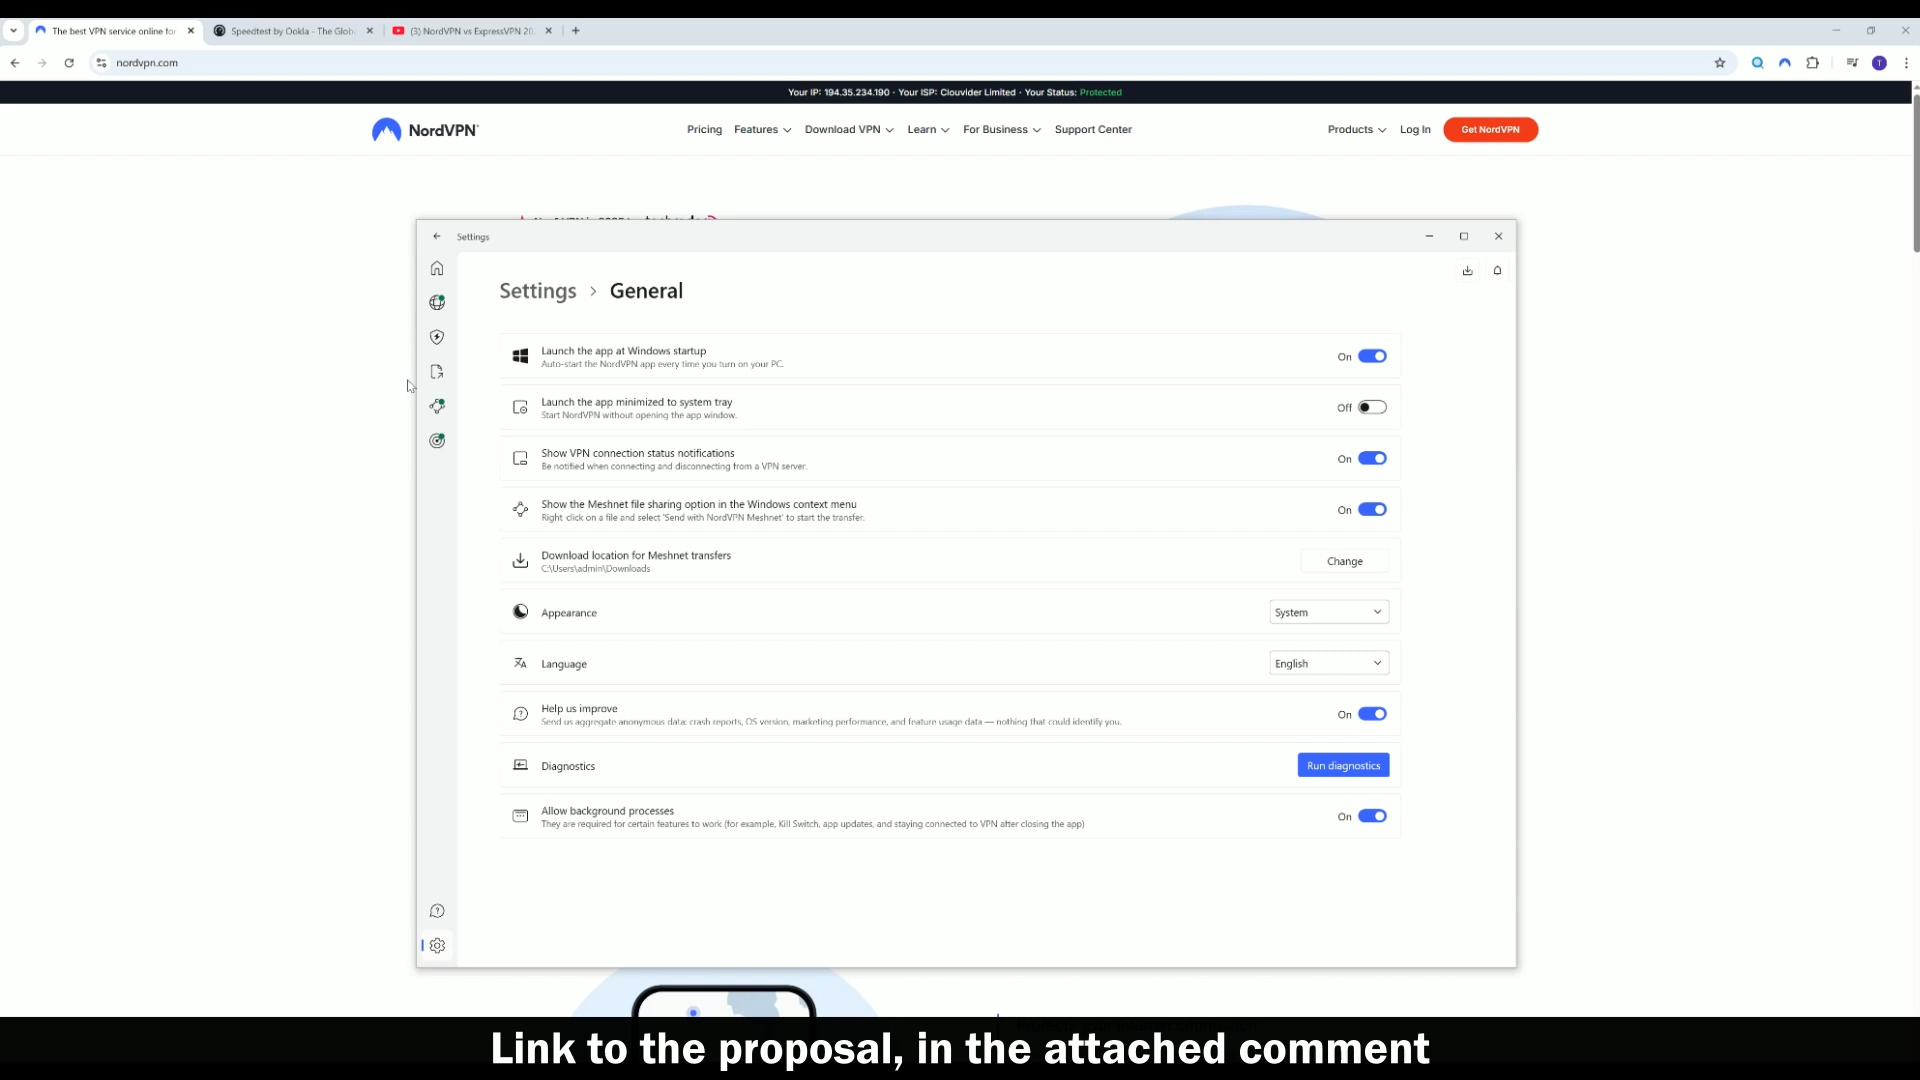 The best VPN service online for
Speedtest by Ookla - The Glob
(3) NordVPN vs ExpressVPN 20
nordvpn.com
Your IP: 194.35.234.190 · Your ISP: Clouvider Limited · Your Status: Protected
NordVPN®
Pricing
Features
Download VPN
Learn
For Business
Support Center
Products
Log In
Get NordVPN
T
Settings
Settings > General
Launch the app at Windows startup
Auto-start the NordVPN app every time you turn on your PC.
On
Launch the app minimized to system tray
Start NordVPN without opening the app window.
Off
Show VPN connection status notifications
Be notified when connecting and disconnecting from a VPN server.
On
Show the Meshnet file sharing option in the Windows context menu
Right-click on a file and select 'Send with NordVPN Meshnet' to start the transfer.
On
Download location for Meshnet transfers
C:\Users\admin\Downloads
Change
Appearance
System
Language
English
Help us improve
Send us aggregate anonymous data: crash reports, OS version, marketing performance, and feature usage data — nothing that could identify you.
On
Diagnostics
Run diagnostics
Allow background processes
They are required for certain features to work (for example, Kill Switch, app updates, and staying connected to VPN after closing the app)
On
Link to the proposal, in the attached comment